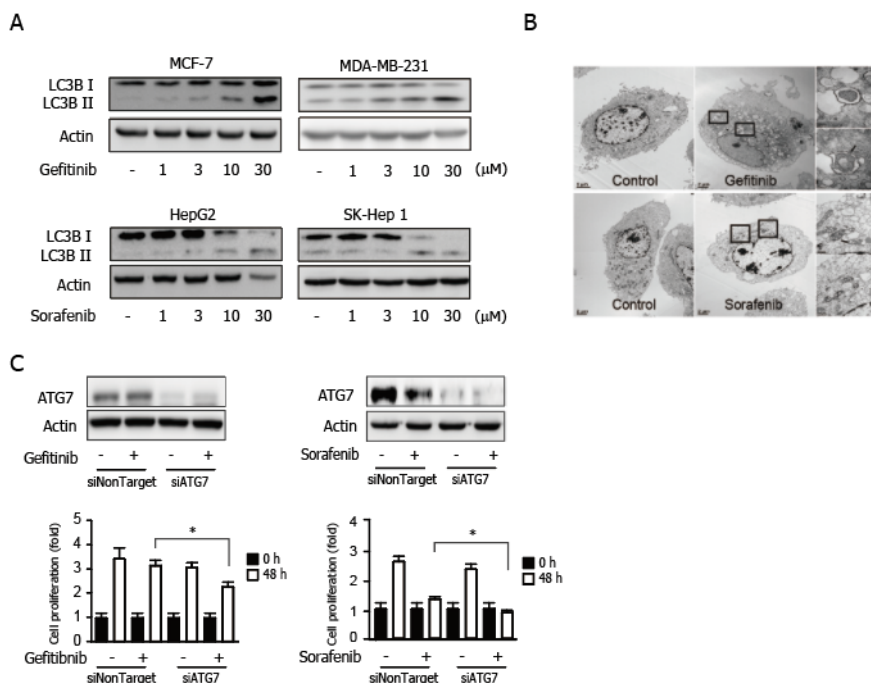 A
MCF-7
MDA-MB-231
LC3B I
LC3B II
Actin
Gefitinib - 1 3 10 30 1 3 10 30 (μM)
HepG2
SK-Hep 1
LC3B I
LC3B II
Actin
Sorafenib - 1 3 10 30 - 1 3 10 30 (μM)
B
Control
Gefitinib
Control
Sorafenib
C
ATG7
Actin
Gefitinib - + - +
siNonTarget siATG7
ATG7
Actin
Sorafenib - + - +
siNonTarget siATG7
Cell proliferation (fold)
5
4
3
2
1
0
*
0 h
48 h
Gefitibnib - + - +
siNonTarget siATG7
Cell proliferation (fold)
4
3
2
1
0
*
0 h
48 h
Sorafenib - + - +
siNonTarget siATG7